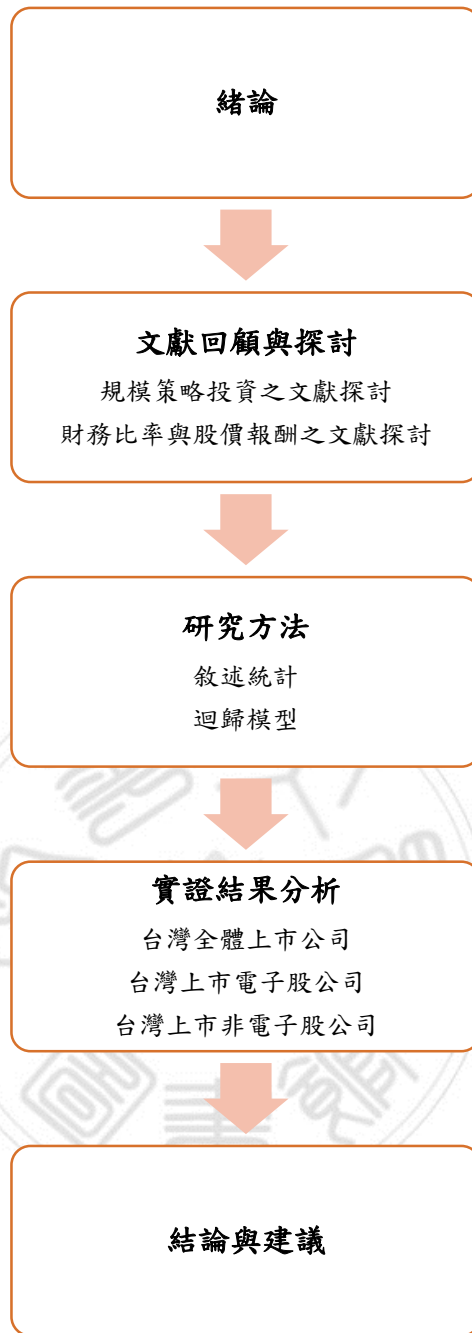 緒論
文獻回顧與探討
規模策略投資之文獻探討
財務比率與股價報酬之文獻探討
研究方法
敘述統計
迴歸模型
實證結果分析
台灣全體上市公司
台灣上市電子股公司
台灣上市非電子股公司
結論與建議